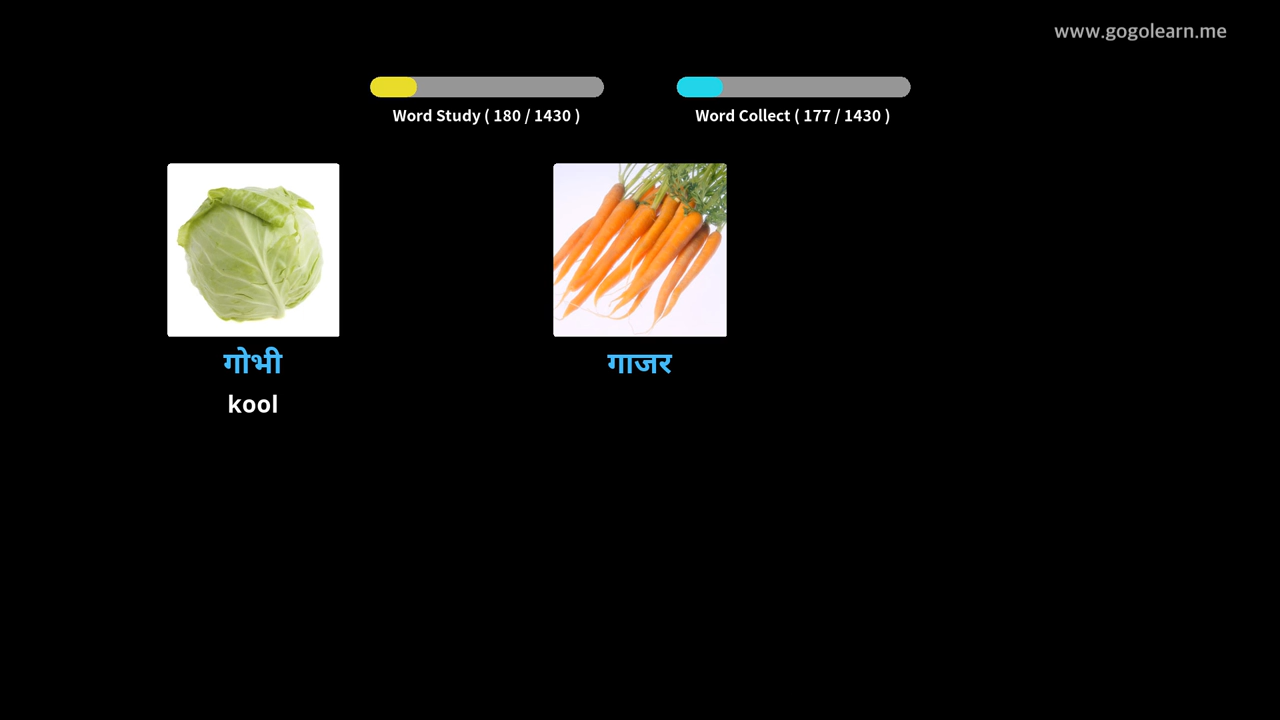 www.gogolearn.me
Word Study ( 180 / 1430 )
Word Collect ( 177 / 1430 )
गोभी
गाजर
kool